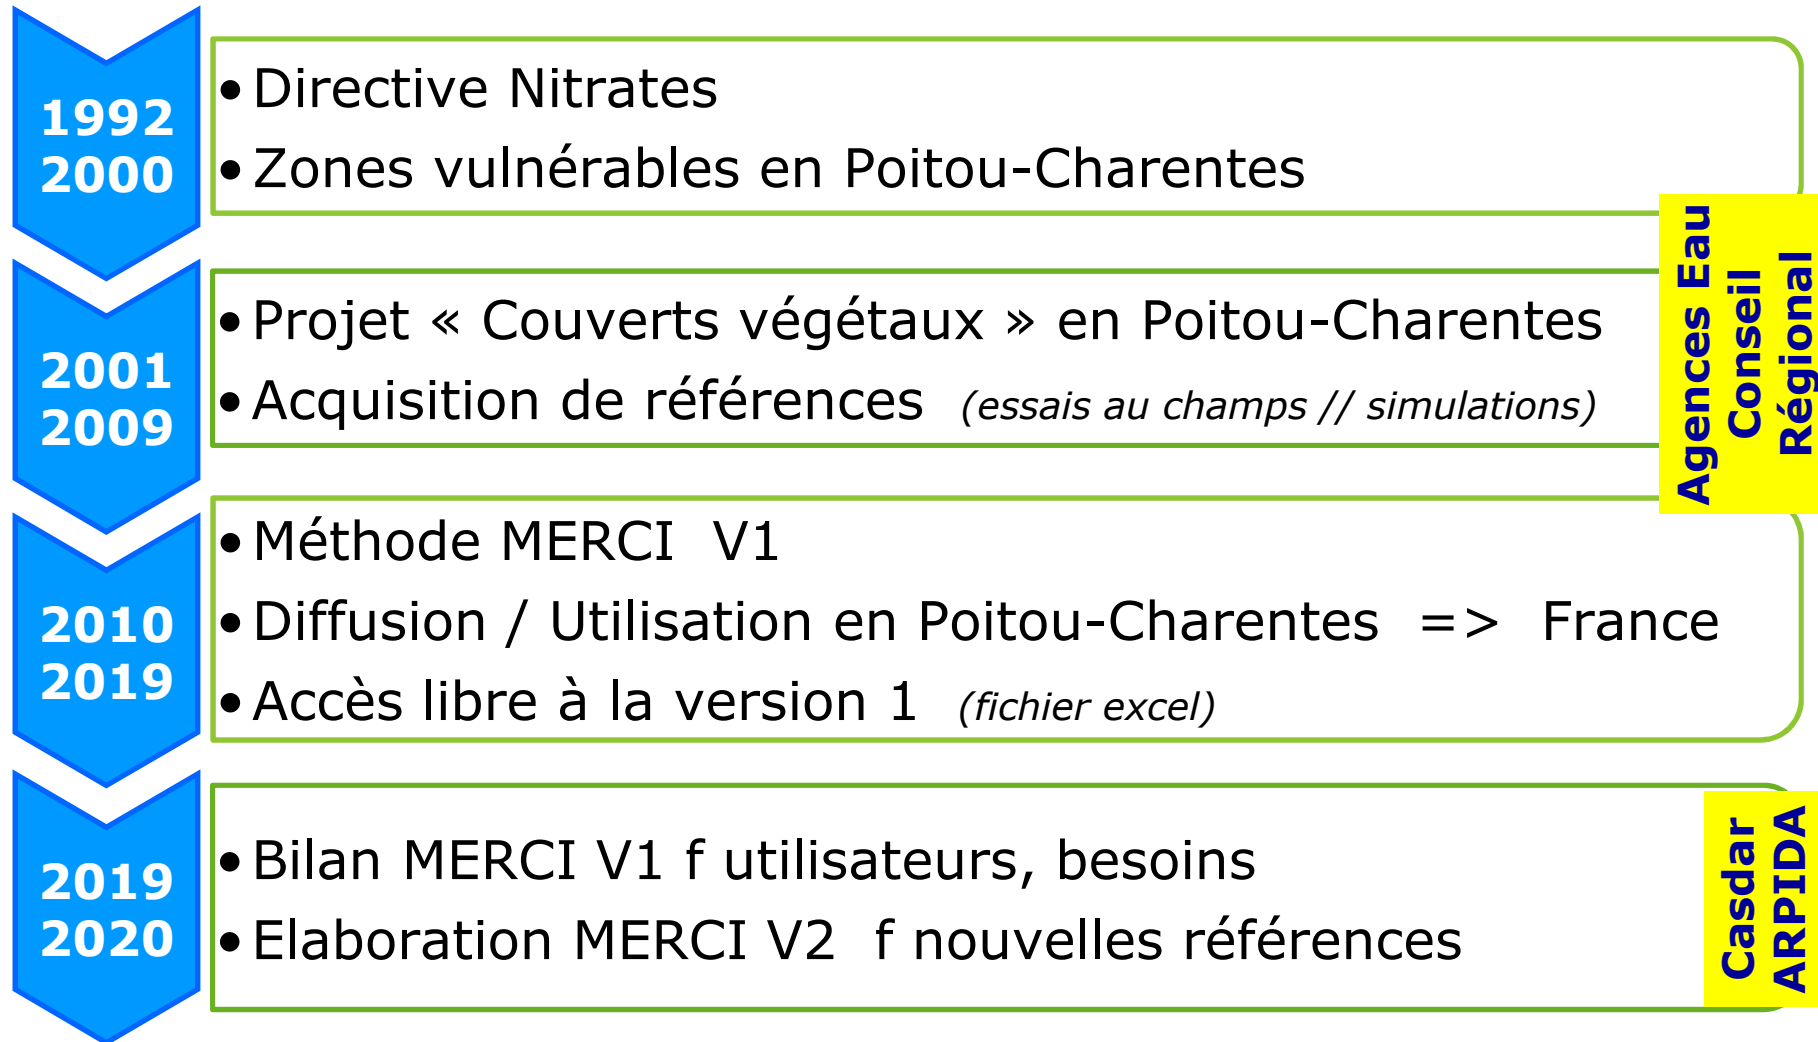 1992
2000
• Directive Nitrates
• Zones vulnérables en Poitou-Charentes
2001
2009
• Projet « Couverts végétaux » en Poitou-Charentes
• Acquisition de références (essais au champs // simulations)
Agences Eau
Conseil
Régional
2010
2019
• Méthode MERCI V1
• Diffusion / Utilisation en Poitou-Charentes => France
• Accès libre à la version 1 (fichier excel)
2019
2020
• Bilan MERCI V1 f utilisateurs, besoins
• Elaboration MERCI V2 f nouvelles références
Casdar
ARPIDA